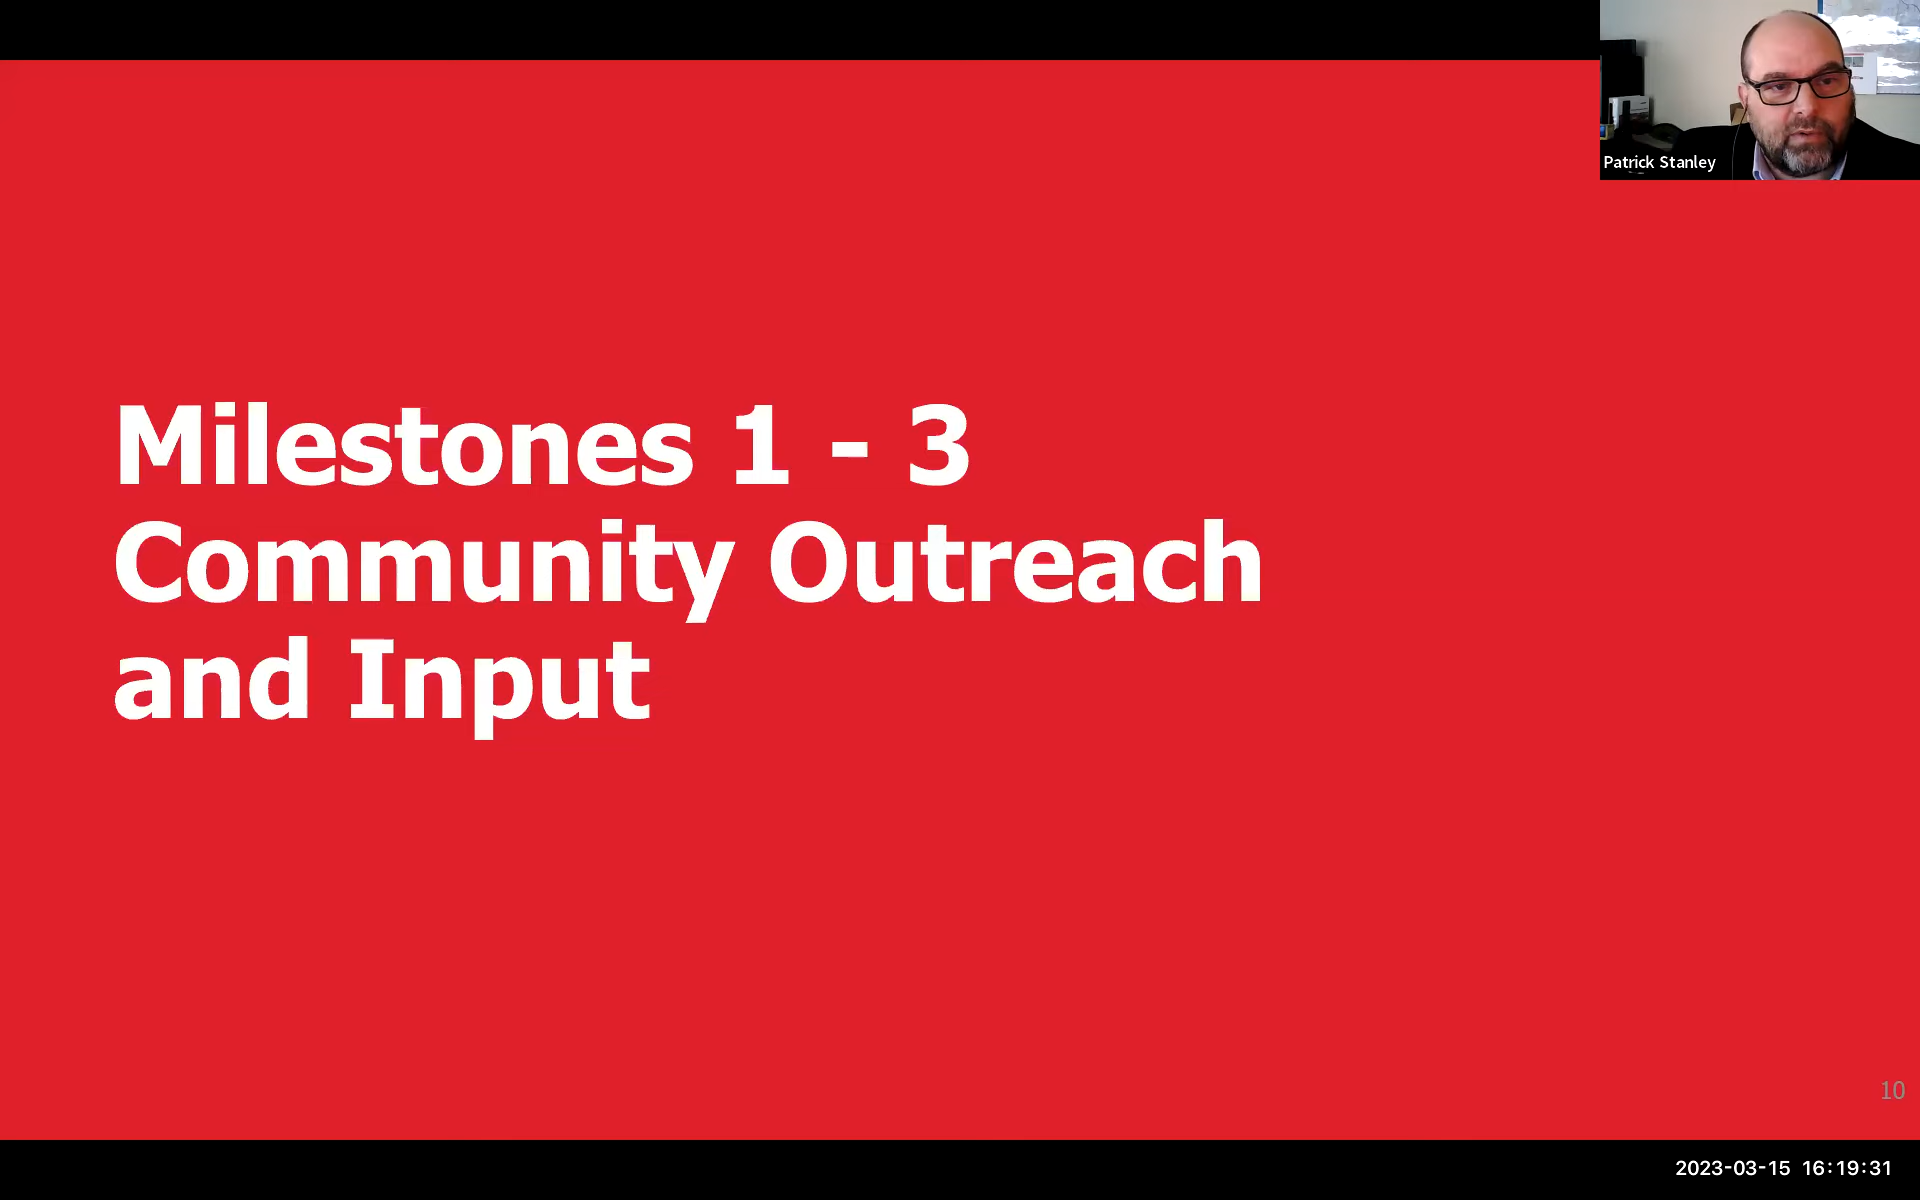 Patrick Stanley
Milestones 1 - 3
Community Outreach
and Input
10
2023-03-15 16:19:31